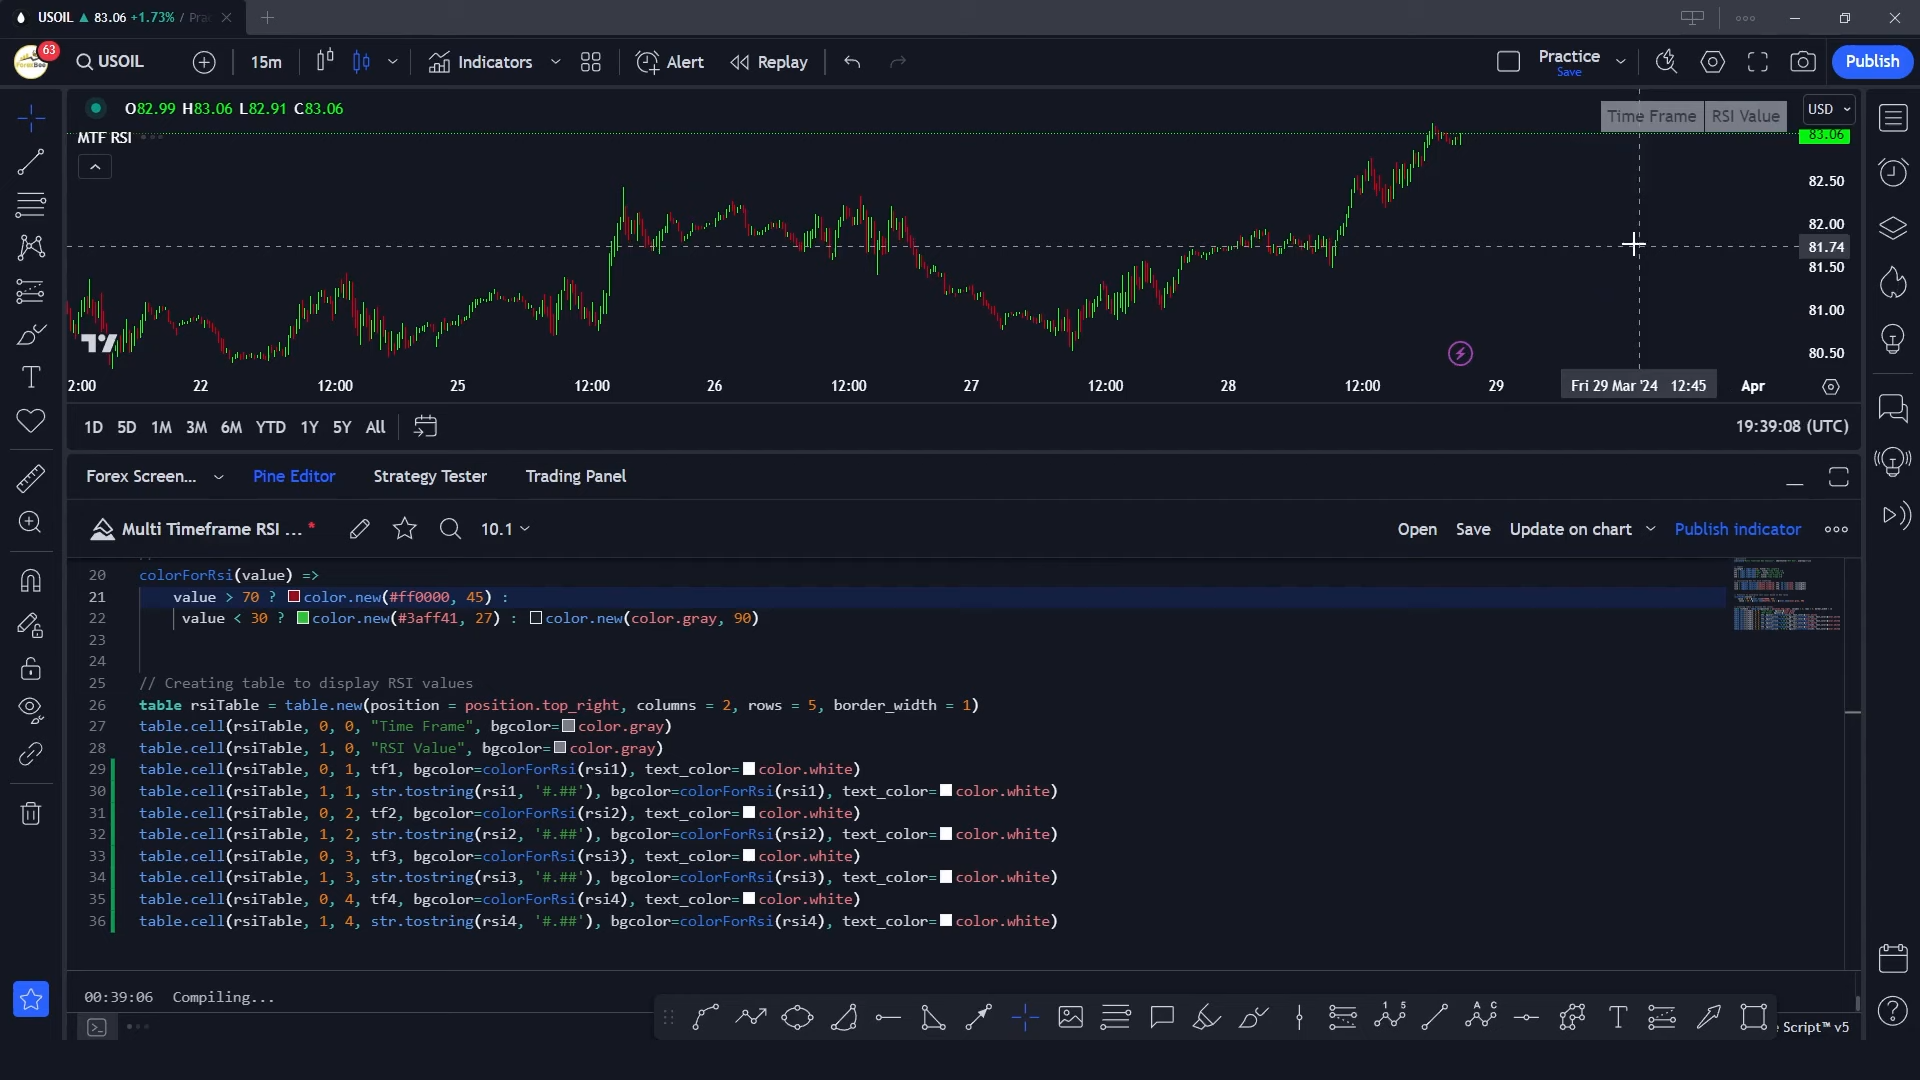 USOIL ▲ 83.06 +1.73% / Pra
63
USOIL
15m
Indicators
Alert
Replay
Practice
Save
Publish
O82.99 H83.06 L82.91 C83.06
MTF RSI
Time Frame
RSI Value
USD
83.06
82.50
82.00
81.74
81.50
81.00
80.50
2:00
22
12:00
25
12:00
26
12:00
27
12:00
28
12:00
29
Fri 29 Mar '24 12:45
Apr
1D 5D 1M 3M 6M YTD 1Y 5Y All
19:39:08 (UTC)
Forex Screen...
Pine Editor
Strategy Tester
Trading Panel
Multi Timeframe RSI ... *
10.1
Open
Save
Update on chart
Publish indicator
20 colorForRsi(value) =>
21 value > 70 ? color.new(#ff0000, 45) :
22 value < 30 ? color.new(#3aff41, 27) : color.new(color.gray, 90)
23
24
25 // Creating table to display RSI values
26 table rsiTable = table.new(position = position.top_right, columns = 2, rows = 5, border_width = 1)
27 table.cell(rsiTable, 0, 0, "Time Frame", bgcolor=color.gray)
28 table.cell(rsiTable, 1, 0, "RSI Value", bgcolor=color.gray)
29 table.cell(rsiTable, 0, 1, tf1, bgcolor=colorForRsi(rsi1), text_color=color.white)
30 table.cell(rsiTable, 1, 1, str.tostring(rsi1, '#.##'), bgcolor=colorForRsi(rsi1), text_color=color.white)
31 table.cell(rsiTable, 0, 2, tf2, bgcolor=colorForRsi(rsi2), text_color=color.white)
32 table.cell(rsiTable, 1, 2, str.tostring(rsi2, '#.##'), bgcolor=colorForRsi(rsi2), text_color=color.white)
33 table.cell(rsiTable, 0, 3, tf3, bgcolor=colorForRsi(rsi3), text_color=color.white)
34 table.cell(rsiTable, 1, 3, str.tostring(rsi3, '#.##'), bgcolor=colorForRsi(rsi3), text_color=color.white)
35 table.cell(rsiTable, 0, 4, tf4, bgcolor=colorForRsi(rsi4), text_color=color.white)
36 table.cell(rsiTable, 1, 4, str.tostring(rsi4, '#.##'), bgcolor=colorForRsi(rsi4), text_color=color.white)
00:39:06 Compiling...
Script™ v5